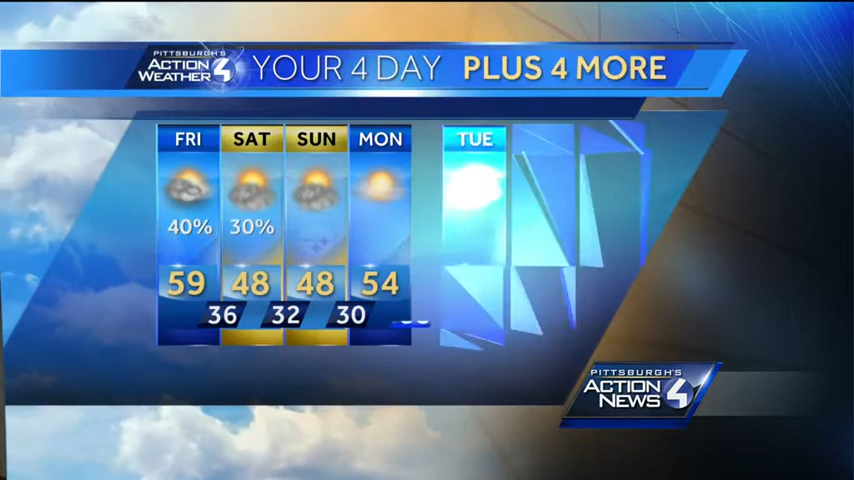 PITTSBURGH'S
ACTION
WEATHER 4
YOUR 4 DAY PLUS 4 MORE
FRI SAT SUN MON TUE
40% 30%
59 48 48 54
36 32 30
PITTSBURGH'S
ACTION
NEWS 4